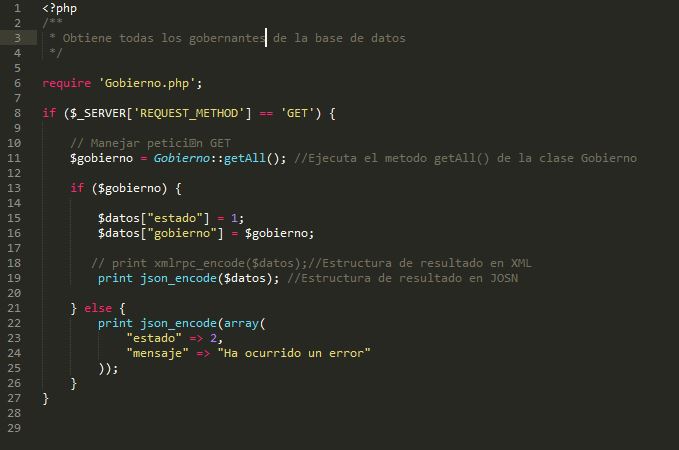 1 <?php
2 /**
3 * Obtiene todas los gobernantes de la base de datos
4 */
5
6 require 'Gobierno.php';
7
8 if ($_SERVER['REQUEST_METHOD'] == 'GET') {
9
10 // Manejar petici�n GET
11 $gobierno = Gobierno::getAll(); //Ejecuta el metodo getAll() de la clase Gobierno
12
13 if ($gobierno) {
14
15 $datos["estado"] = 1;
16 $datos["gobierno"] = $gobierno;
17
18 // print xmlrpc_encode($datos);//Estructura de resultado en XML
19 print json_encode($datos); //Estructura de resultado en JOSN
20
21 } else {
22 print json_encode(array(
23 "estado" => 2,
24 "mensaje" => "Ha ocurrido un error"
25 ));
26 }
27 }
28
29